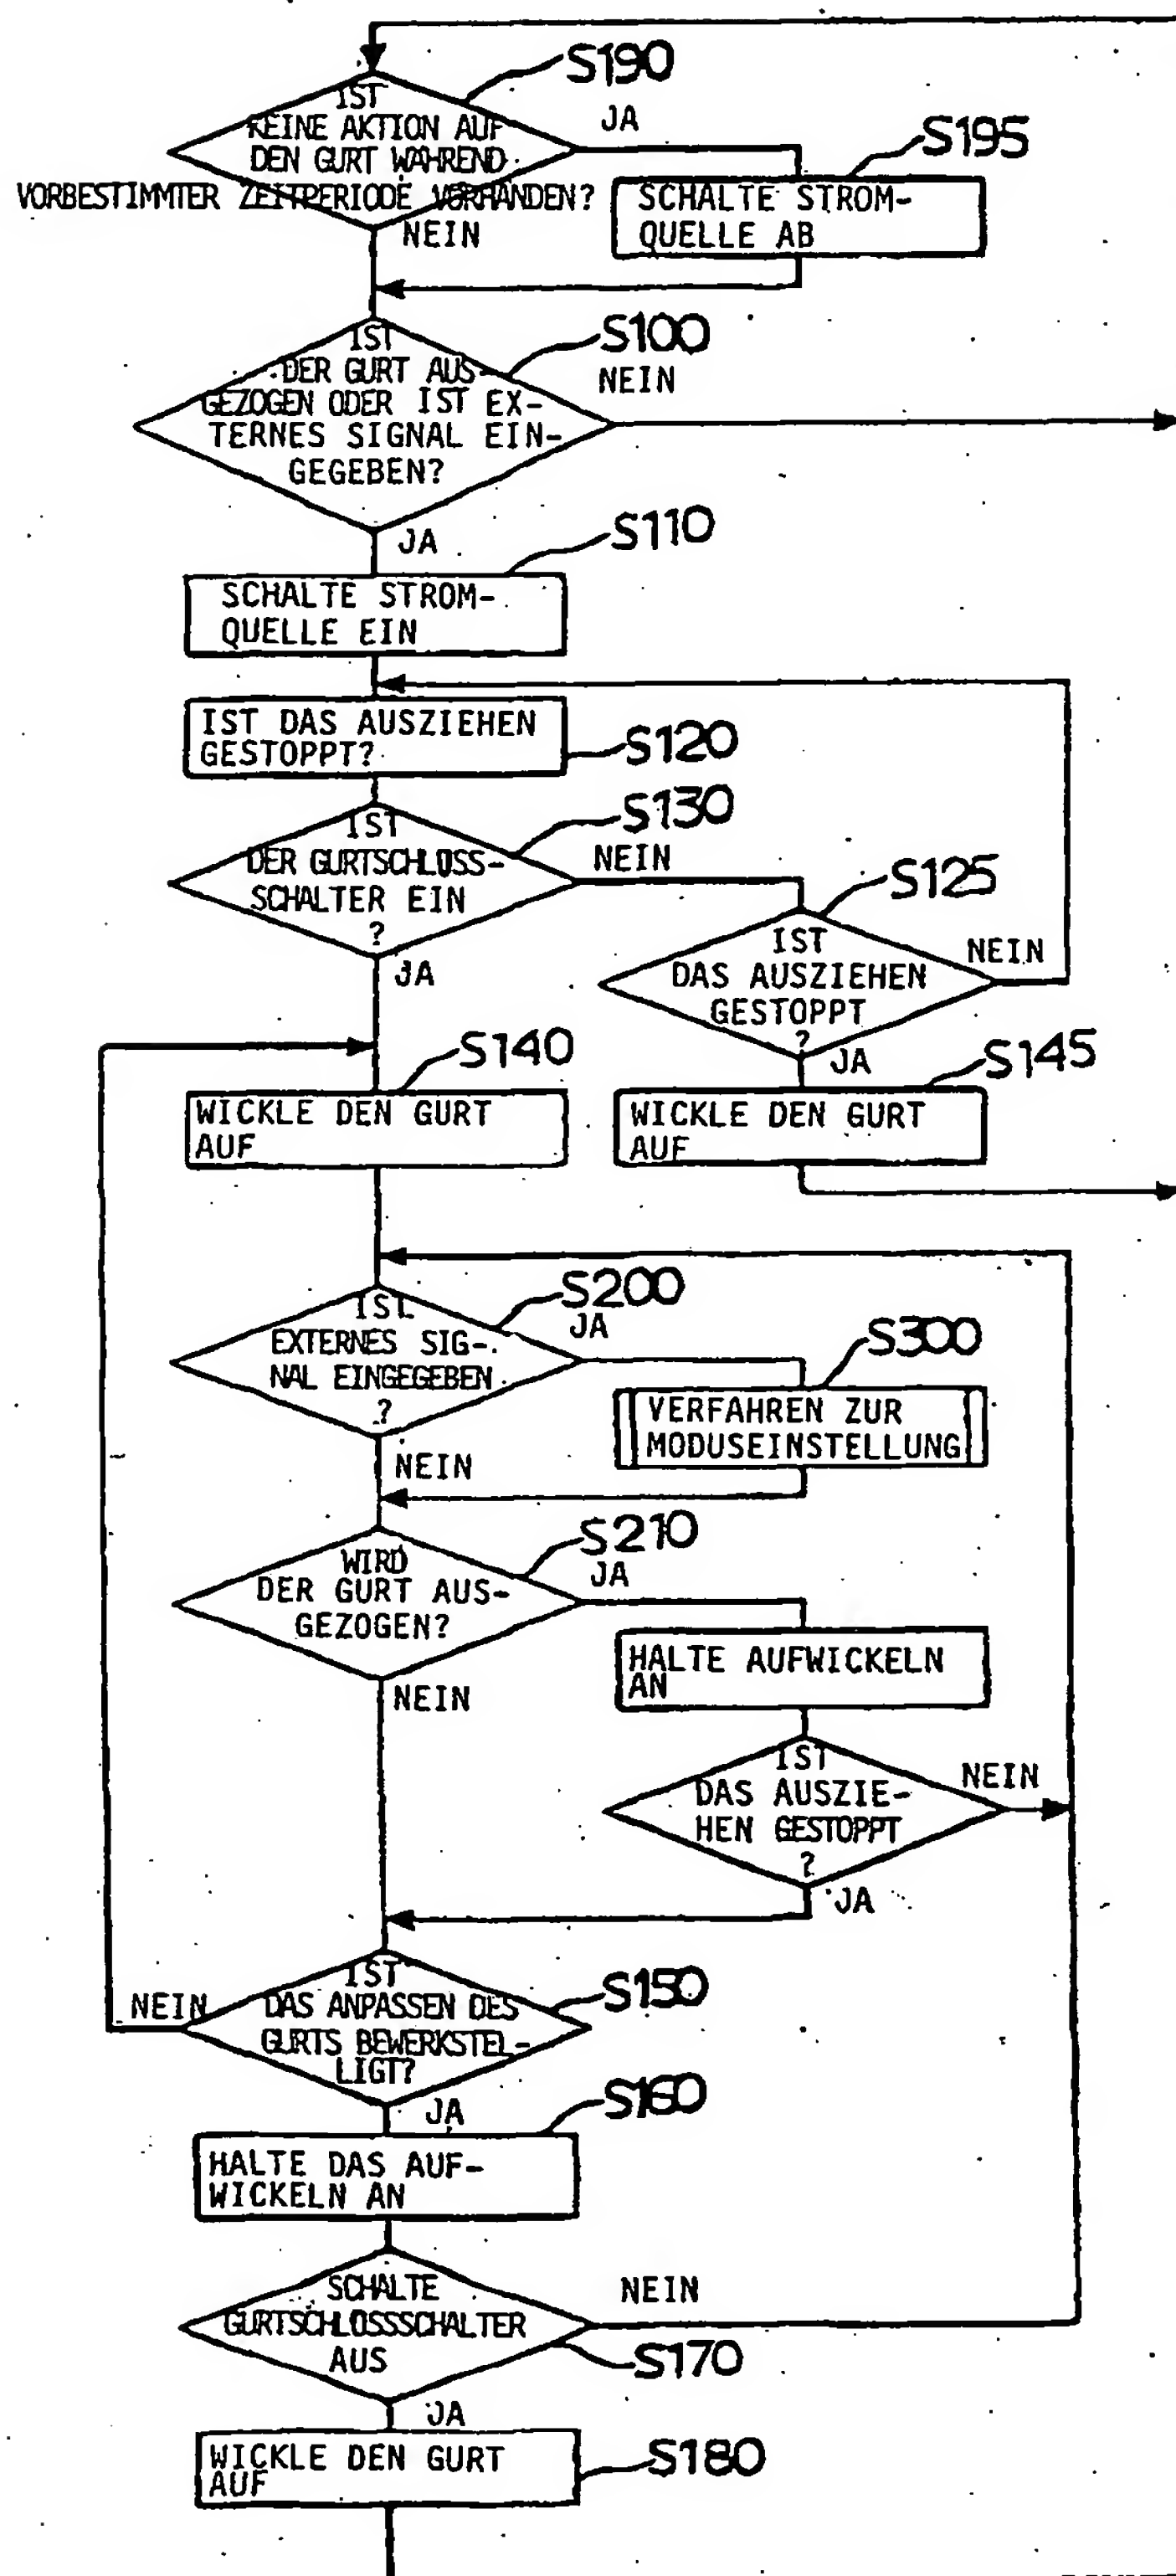 S190
IST
KEINE AKTION AUF
DEN GURT WÄHREND
VORBESTIMMTER ZEITPERIODE VORHANDEN?
JA
NEIN
S195
SCHALTE STROM-
QUELLE AB
S100
IST
DER GURT AUS-
GEZOGEN ODER IST EX-
TERNES SIGNAL EIN-
GEGEBEN?
NEIN
JA
S110
SCHALTE STROM-
QUELLE EIN
IST DAS AUSZIEHEN
GESTOPPT?
S120
S130
IST
DER GURTSCHLOSS-
SCHALTER EIN
?
NEIN
JA
S125
IST
DAS AUSZIEHEN
GESTOPPT
?
NEIN
JA
S140
WICKLE DEN GURT
AUF
S145
WICKLE DEN GURT
AUF
S200
IST
EXTERNES SIG-
NAL EINGEGEBEN
?
JA
NEIN
S300
VERFAHREN ZUR
MODUSEINSTELLUNG
S210
WIRD
DER GURT AUS-
GEZOGEN?
JA
NEIN
HALTE AUFWICKELN
AN
IST
DAS AUSZIE-
HEN GESTOPPT
?
NEIN
JA
S150
IST
DAS ANPASSEN DES
GURTS BEWERKSTEL-
LIGT?
NEIN
JA
S160
HALTE DAS AUF-
WICKELN AN
SCHALTE
GURTSCHLOSSSCHALTER
AUS
NEIN
S170
JA
WICKLE DEN GURT
AUF
S180